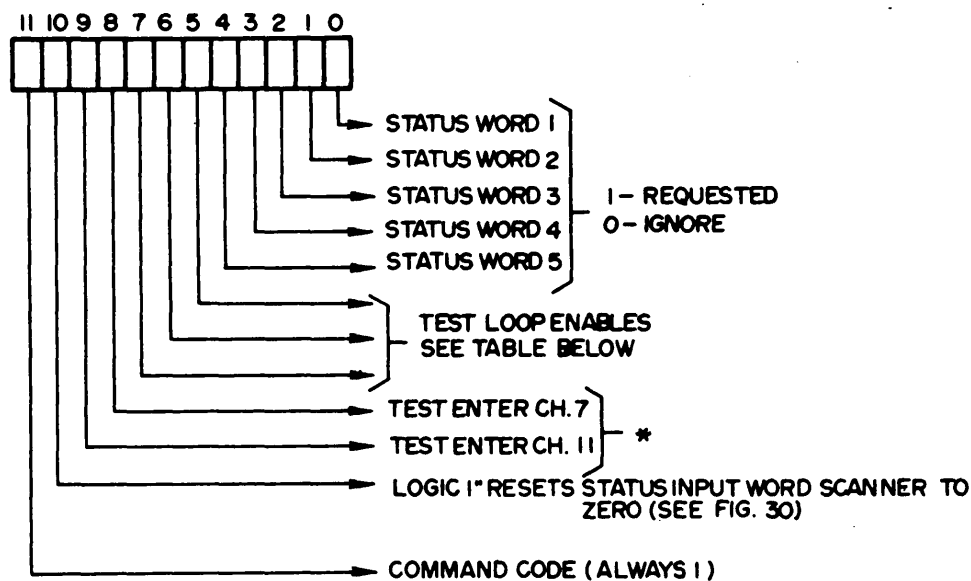 11 10 9 8 7 6 5 4 3 2 1 0
STATUS WORD 1
STATUS WORD 2
STATUS WORD 3
1 - REQUESTED
STATUS WORD 4
0 - IGNORE
STATUS WORD 5
TEST LOOP ENABLES
SEE TABLE BELOW
TEST ENTER CH. 7
*
TEST ENTER CH. 11
LOGIC 1" RESETS STATUS INPUT WORD SCANNER TO
ZERO (SEE FIG. 30)
COMMAND CODE (ALWAYS 1)